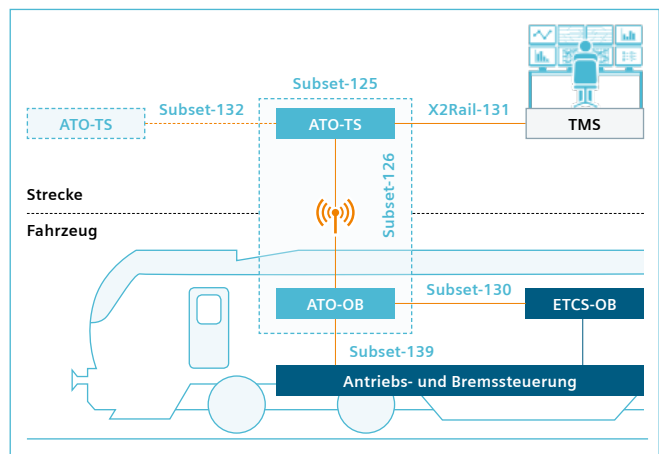 Subset-125
ATO-TS
Subset-132
ATO-TS
X2Rail-131
TMS
Subset-126
Strecke
Fahrzeug
ATO-OB
Subset-130
ETCS-OB
Subset-139
Antriebs- und Bremssteuerung